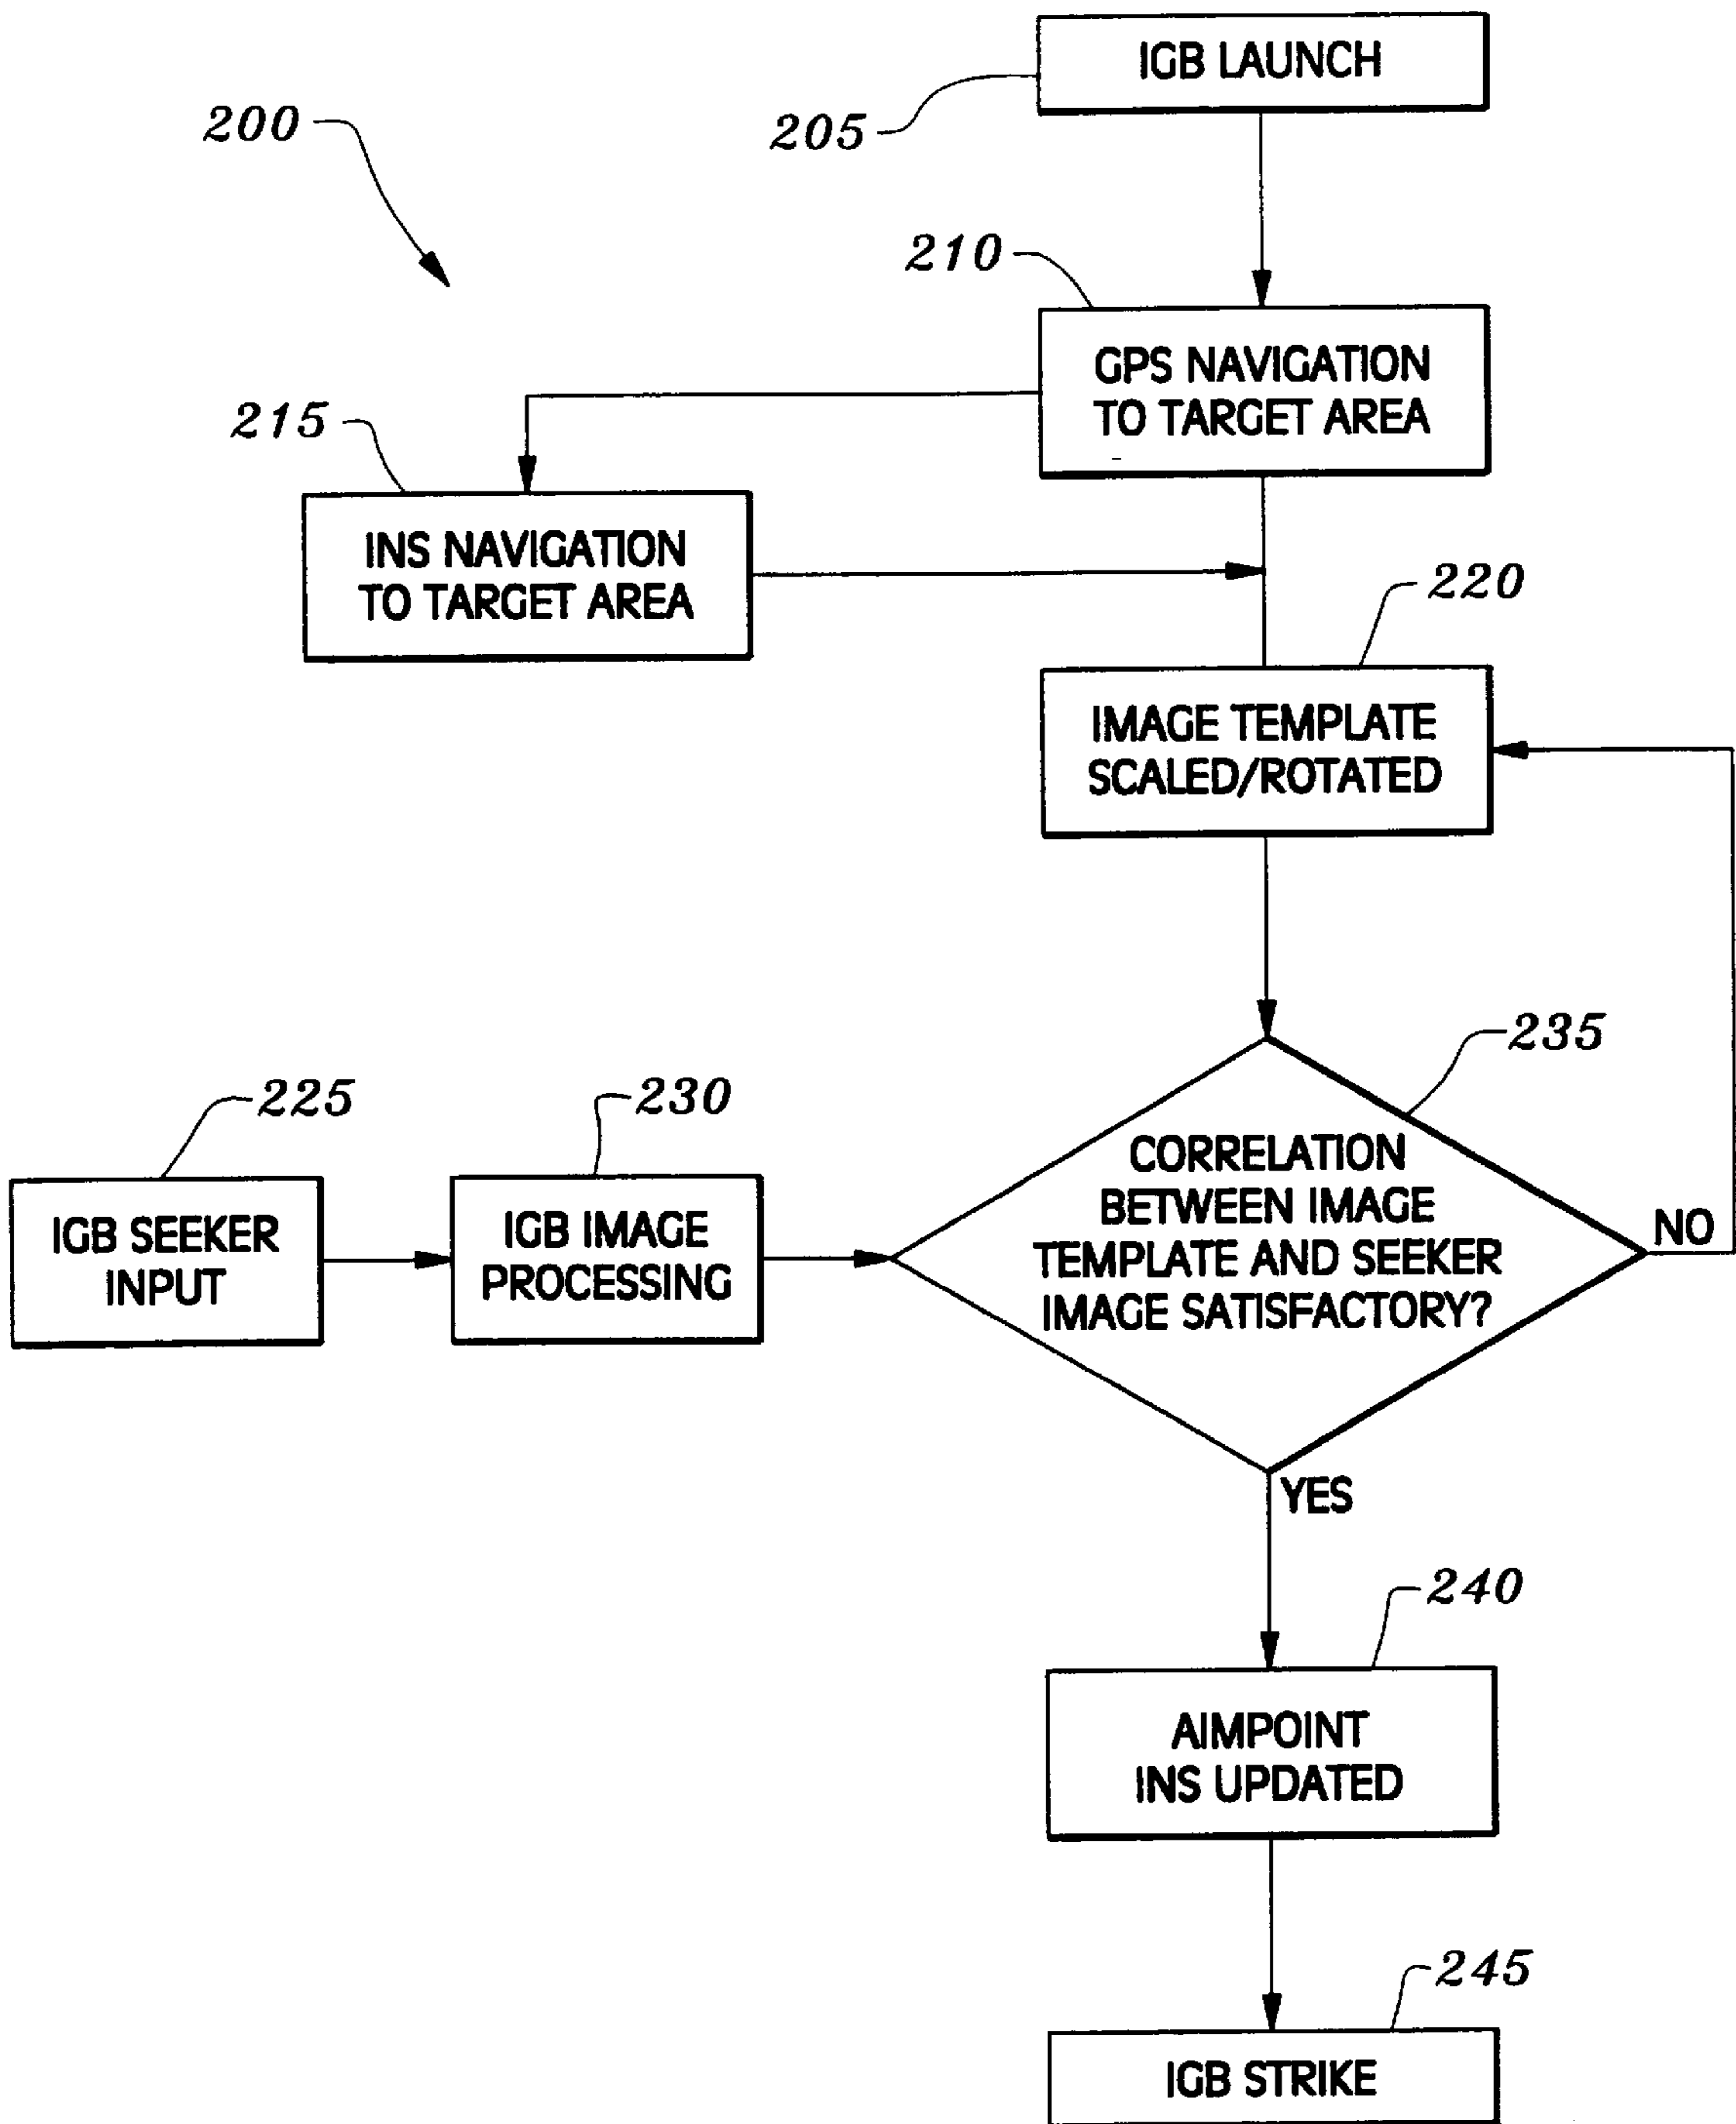 IGB LAUNCH
205
200
210
GPS NAVIGATION
TO TARGET AREA
215
INS NAVIGATION
TO TARGET AREA
220
IMAGE TEMPLATE
SCALED/ROTATED
235
225
230
IGB SEEKER
INPUT
IGB IMAGE
PROCESSING
CORRELATION
BETWEEN IMAGE
TEMPLATE AND SEEKER
IMAGE SATISFACTORY?
NO
YES
240
AIMPOINT
INS UPDATED
245
IGB STRIKE